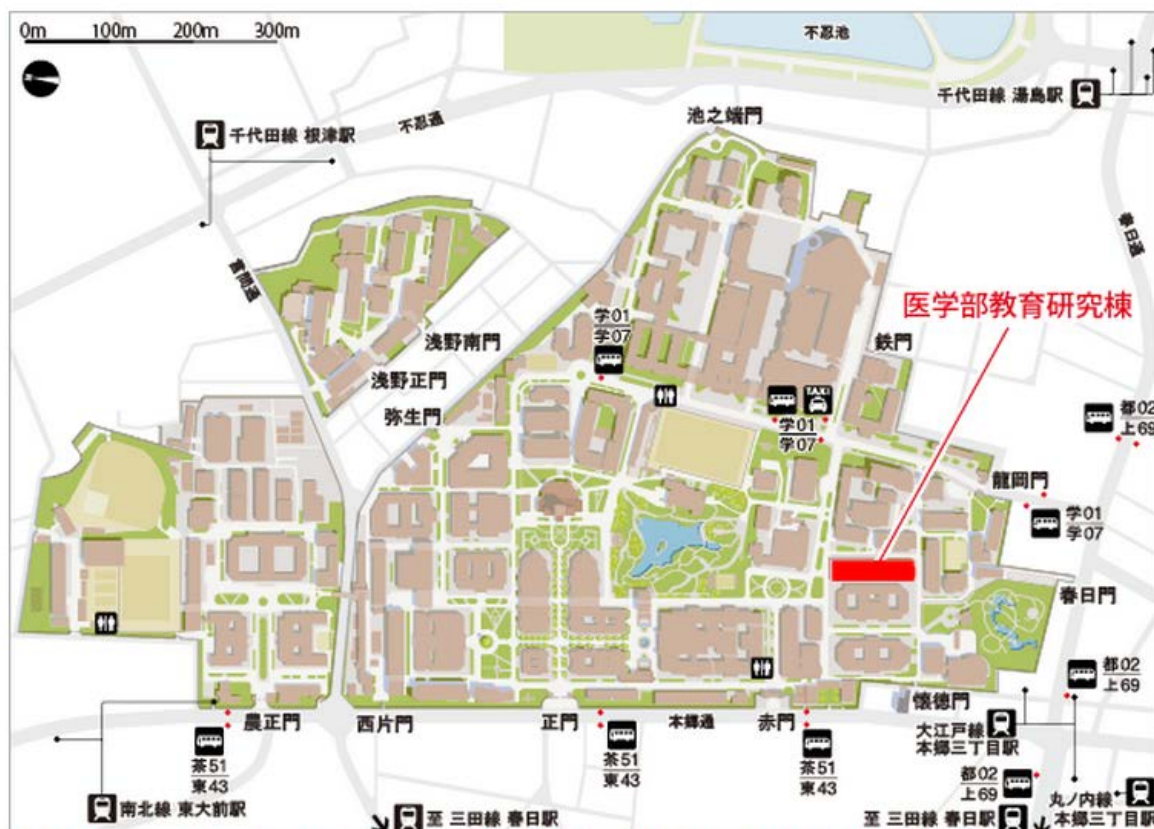 0m 100m 200m 300m
不忍池
千代田線 湯島駅
池之端門
千代田線 根津駅
不忍通
春日通
言問通
医学部教育研究棟
学01
学07
浅野南門
鉄門
浅野正門
弥生門
TAXI
学01
学07
都02
上69
龍岡門
学01
学07
春日門
都02
上69
懐徳門
農正門
西片門
正門
本郷通
赤門
大江戸線
本郷三丁目駅
茶51
東43
茶51
東43
茶51
東43
都02
上69
丸ノ内線
本郷三丁目駅
南北線 東大前駅
至 三田線 春日駅
至 三田線 春日駅